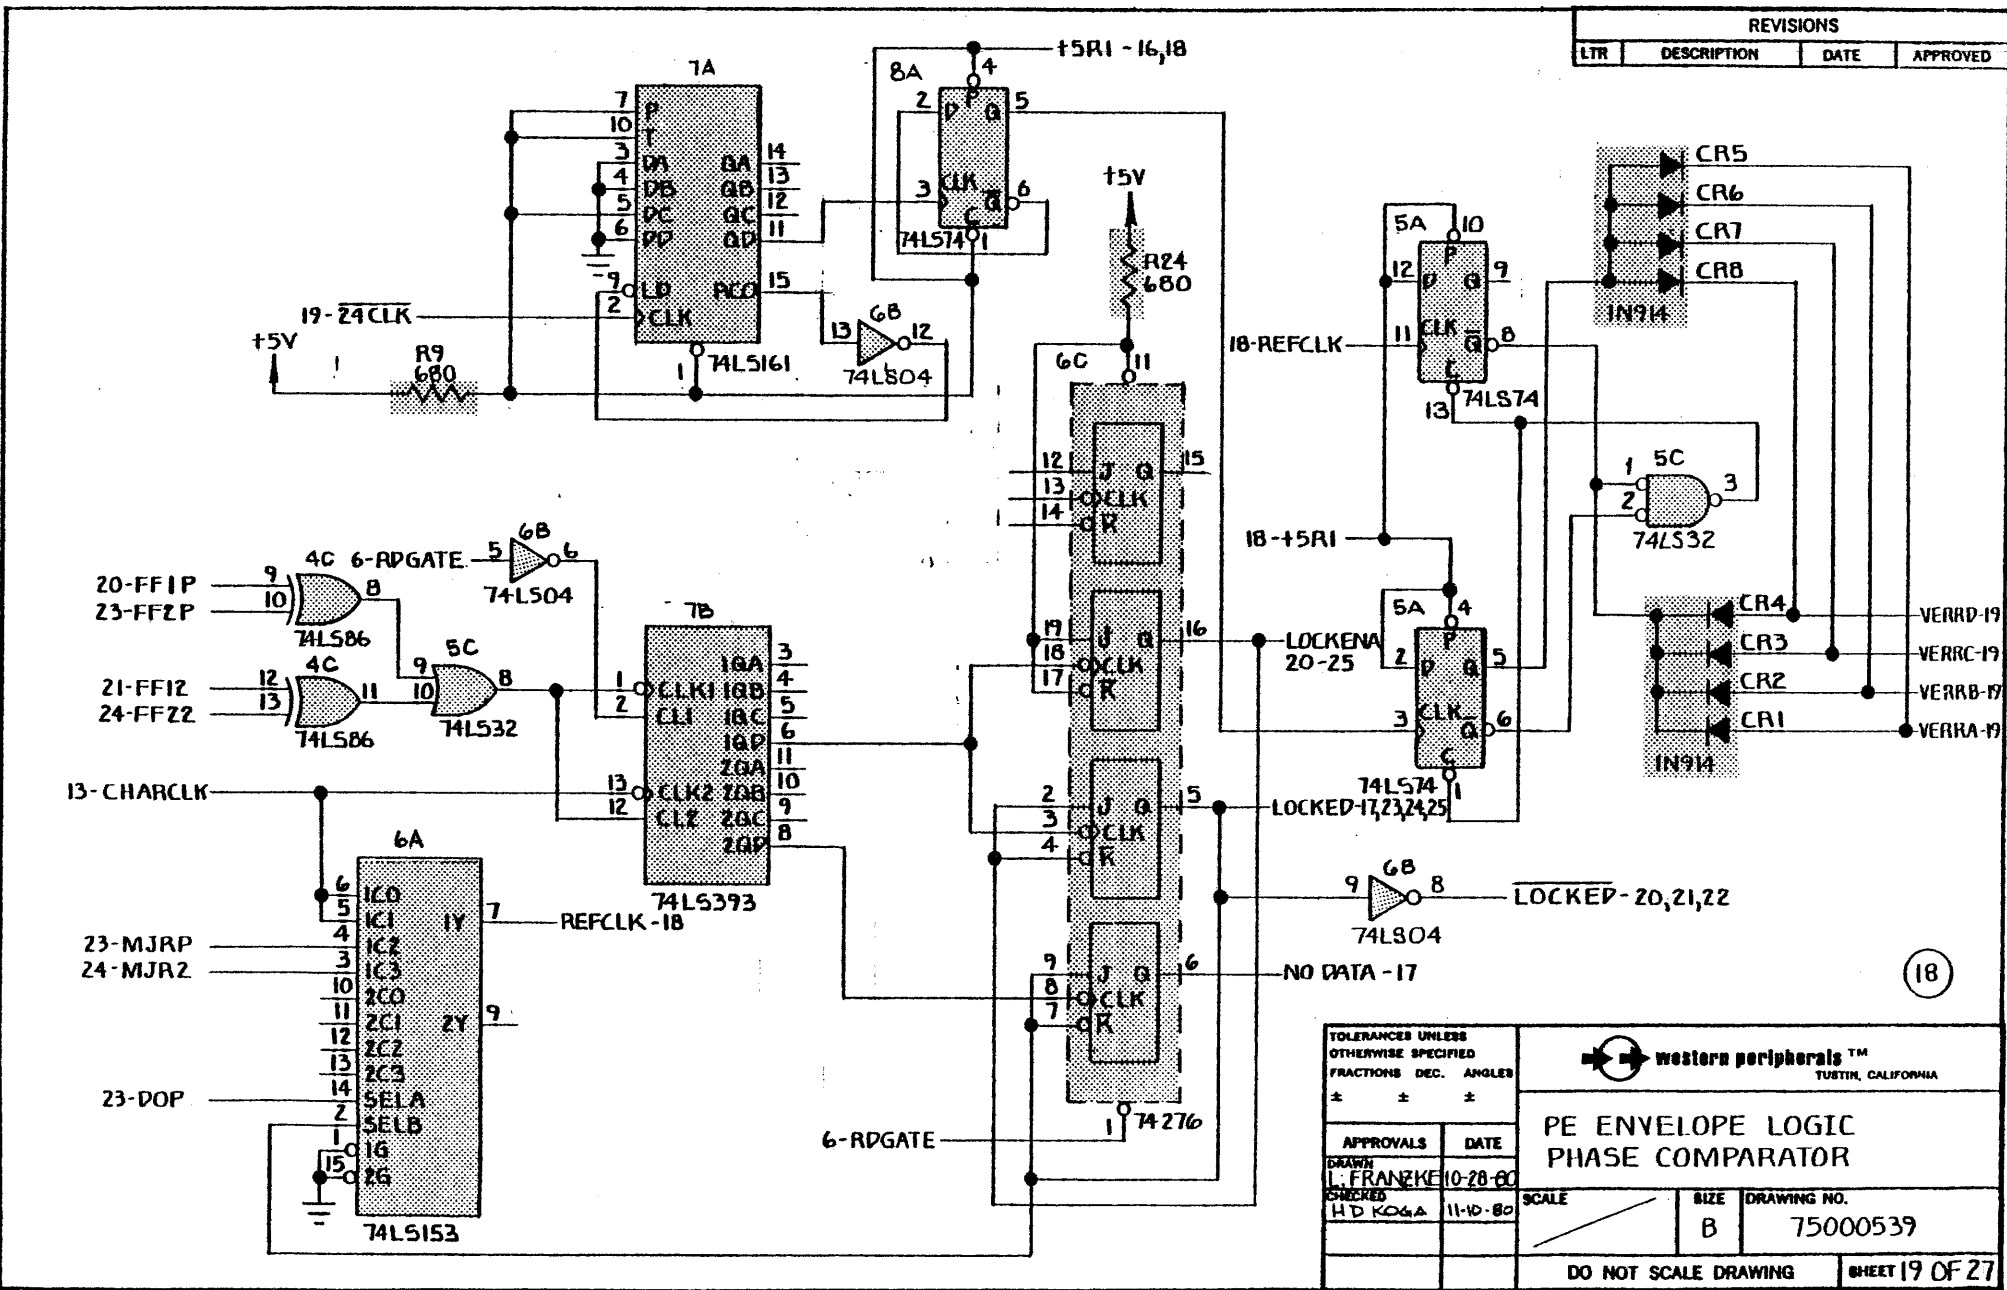 REVISIONS
LTR DESCRIPTION DATE APPROVED
+5R1 - 16,18
7A
7 P
10 T
3 DA QA 14
4 DB QB 13
5 DC QC 12
6 DD QD 11
9 LD RCO 15
2 CLK
1
74LS161
19-24CLK
+5V
R9
680
13 6B 12
74LS04
8A
4
2 D P Q 5
3 CLK Q 6
C
74LS74 1
+5V
R24
680
6C
11
12 J Q 15
13 CLK
14 K
19 J Q 16
18 CLK
17 K
2 J Q 5
3 CLK
4 K
9 J Q 6
8 CLK
7 K
1 74276
6-RDGATE
LOCKENA
20-25
LOCKED-17,23,24,25
NO DATA -17
5A 10
P
12 D Q 9
11 CLK Q 8
C
13 74LS74
18-REFCLK
18-+5R1
5A 4
P
2 D Q 5
3 CLK Q 6
C
74LS74 1
1 5C
2 3
74LS32
CR5
CR6
CR7
CR8
1N914
CR4 VERRD-19
CR3 VERRC-19
CR2 VERRB-19
CR1 VERRA-19
1N914
9 6B 8 LOCKED-20,21,22
74LS04
6-RDGATE 5 6B 6
74LS04
20-FF1P 9 4C 8
23-FF2P 10
74LS86
21-FF12 12 4C 11
24-FF22 13
74LS86
9 5C 8
10
74LS32
7B
1QA 3
1 CLK1 1QB 4
2 CL1 1QC 5
1QD 6
2QA 11
13 CLK2 2QB 10
12 CL2 2QC 9
2QD 8
74LS393
13-CHARCLK
6A
6 1C0
5 1C1 1Y 7 REFCLK-18
23-MJRP 4 1C2
24-MJR2 3 1C3
10 2C0
11 2C1 2Y 9
12 2C2
13 2C3
23-DOP 14 SELA
2 SELB
1 1G
15 2G
74LS153
18
TOLERANCES UNLESS
OTHERWISE SPECIFIED
FRACTIONS DEC. ANGLES
± ± ±
APPROVALS DATE
DRAWN
L. FRANZKE 10-28-80
CHECKED
HD KOGA 11-10-80
western peripherals ™
TUSTIN, CALIFORNIA
PE ENVELOPE LOGIC
PHASE COMPARATOR
SCALE SIZE DRAWING NO.
B 75000539
DO NOT SCALE DRAWING SHEET 19 OF 27